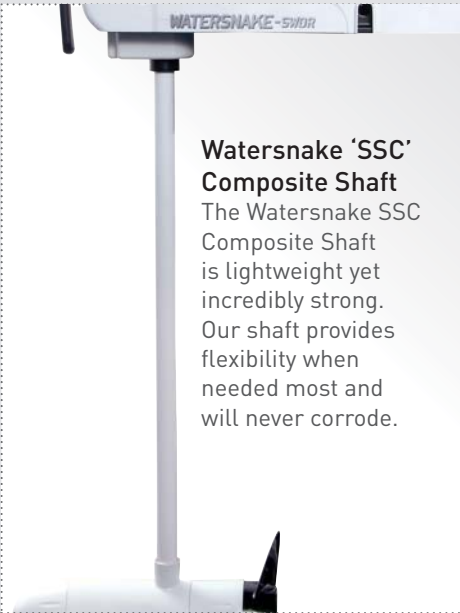 WATERSNAKE-SWDR
Watersnake ‘SSC’
Composite Shaft
The Watersnake SSC
Composite Shaft
is lightweight yet
incredibly strong.
Our shaft provides
flexibility when
needed most and
will never corrode.